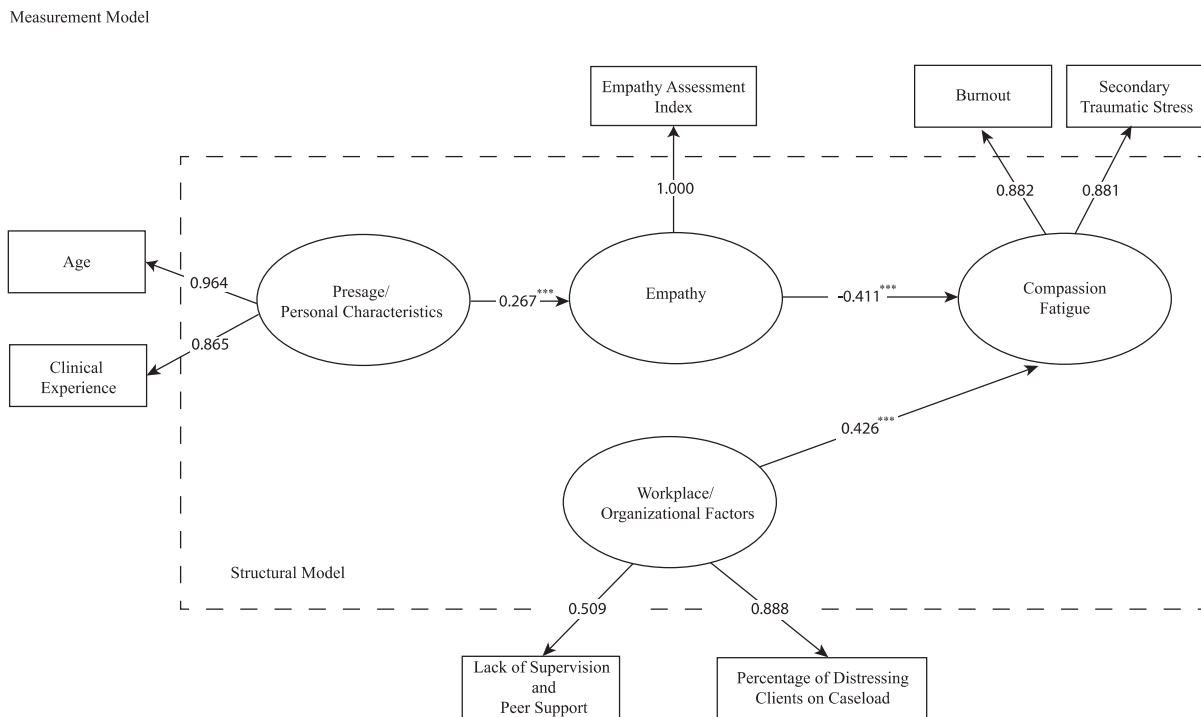 Measurement Model
Empathy Assessment
Index
Burnout
Secondary
Traumatic Stress
1.000
0.882
0.881
Age
0.964
Presage/
Personal Characteristics
0.267***
Empathy
-0.411***
Compassion
Fatigue
0.865
Clinical
Experience
0.426***
Workplace/
Organizational Factors
Structural Model
0.509
0.888
Lack of Supervision
and
Peer Support
Percentage of Distressing
Clients on Caseload